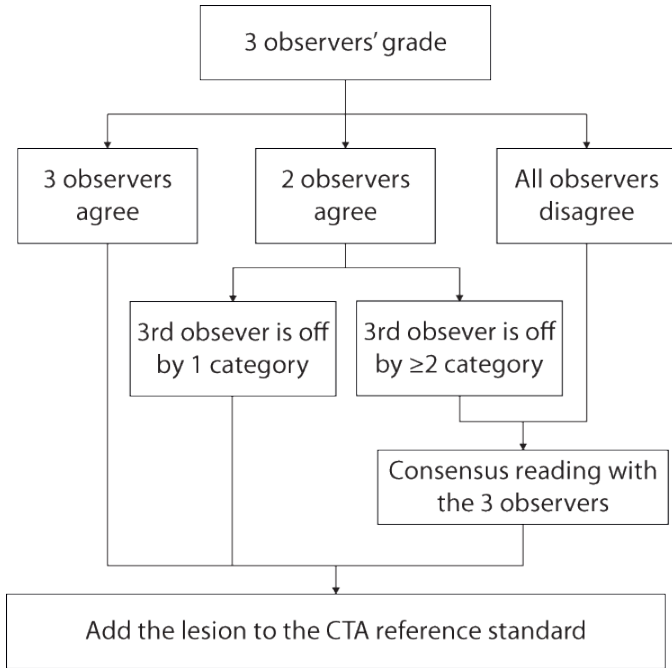 3 observers’ grade
3 observers
agree
2 observers
agree
All observers
disagree
3rd obsever is off
by 1 category
3rd obsever is off
by ≥2 category
Consensus reading with
the 3 observers
Add the lesion to the CTA reference standard